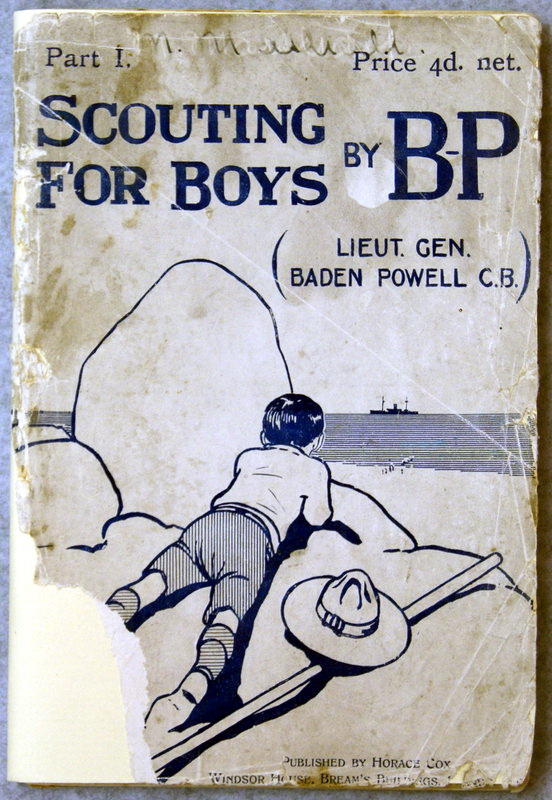 Part I.
Price 4d. net.
SCOUTING
FOR BOYS
BY B-P
(LIEUT. GEN.
BADEN POWELL C.B.)
PUBLISHED BY HORACE COX
WINDSOR HOUSE, BREAM'S BUILDINGS,